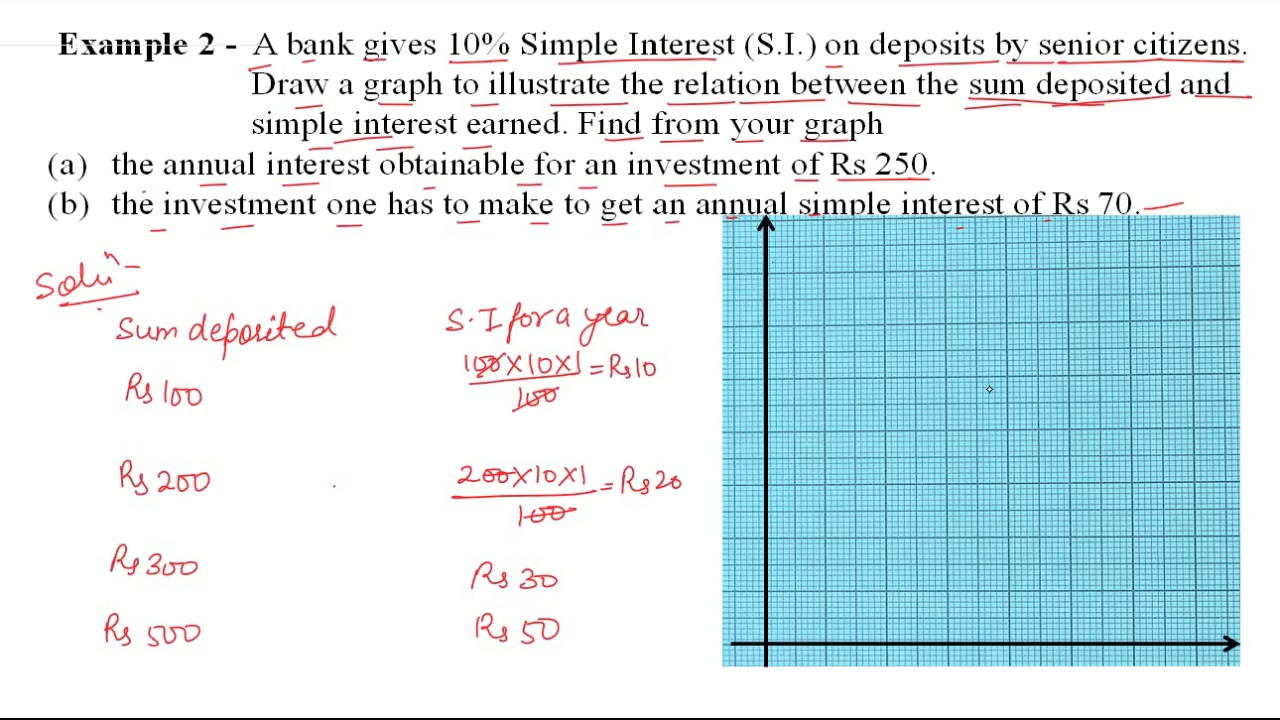 Example 2 - A bank gives 10% Simple Interest (S.I.) on deposits by senior citizens.
Draw a graph to illustrate the relation between the sum deposited and
simple interest earned. Find from your graph
(a) the annual interest obtainable for an investment of Rs 250.
(b) the investment one has to make to get an annual simple interest of Rs 70.
Soluⁿ-
Sum deposited S.I for a year
Rs 100 100×10×1/100 = Rs 10
Rs 200 200×10×1/100 = Rs 20
Rs 300 Rs 30
Rs 500 Rs 50